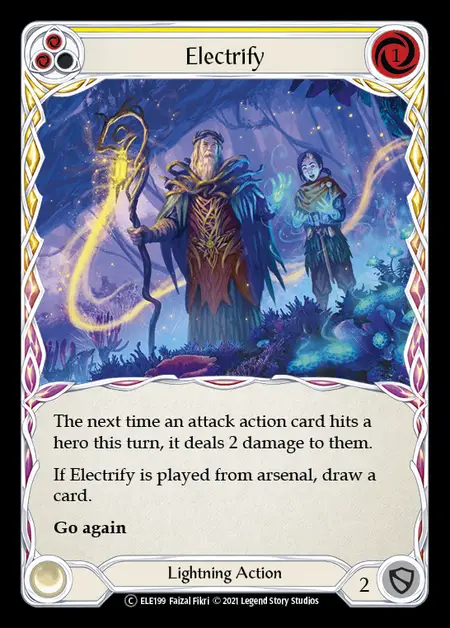 Electrify
1
The next time an attack action card hits a
hero this turn, it deals 2 damage to them.
If Electrify is played from arsenal, draw a
card.
Go again
Lightning Action
2
C ELE199 Faizal Fikri © 2021 Legend Story Studios